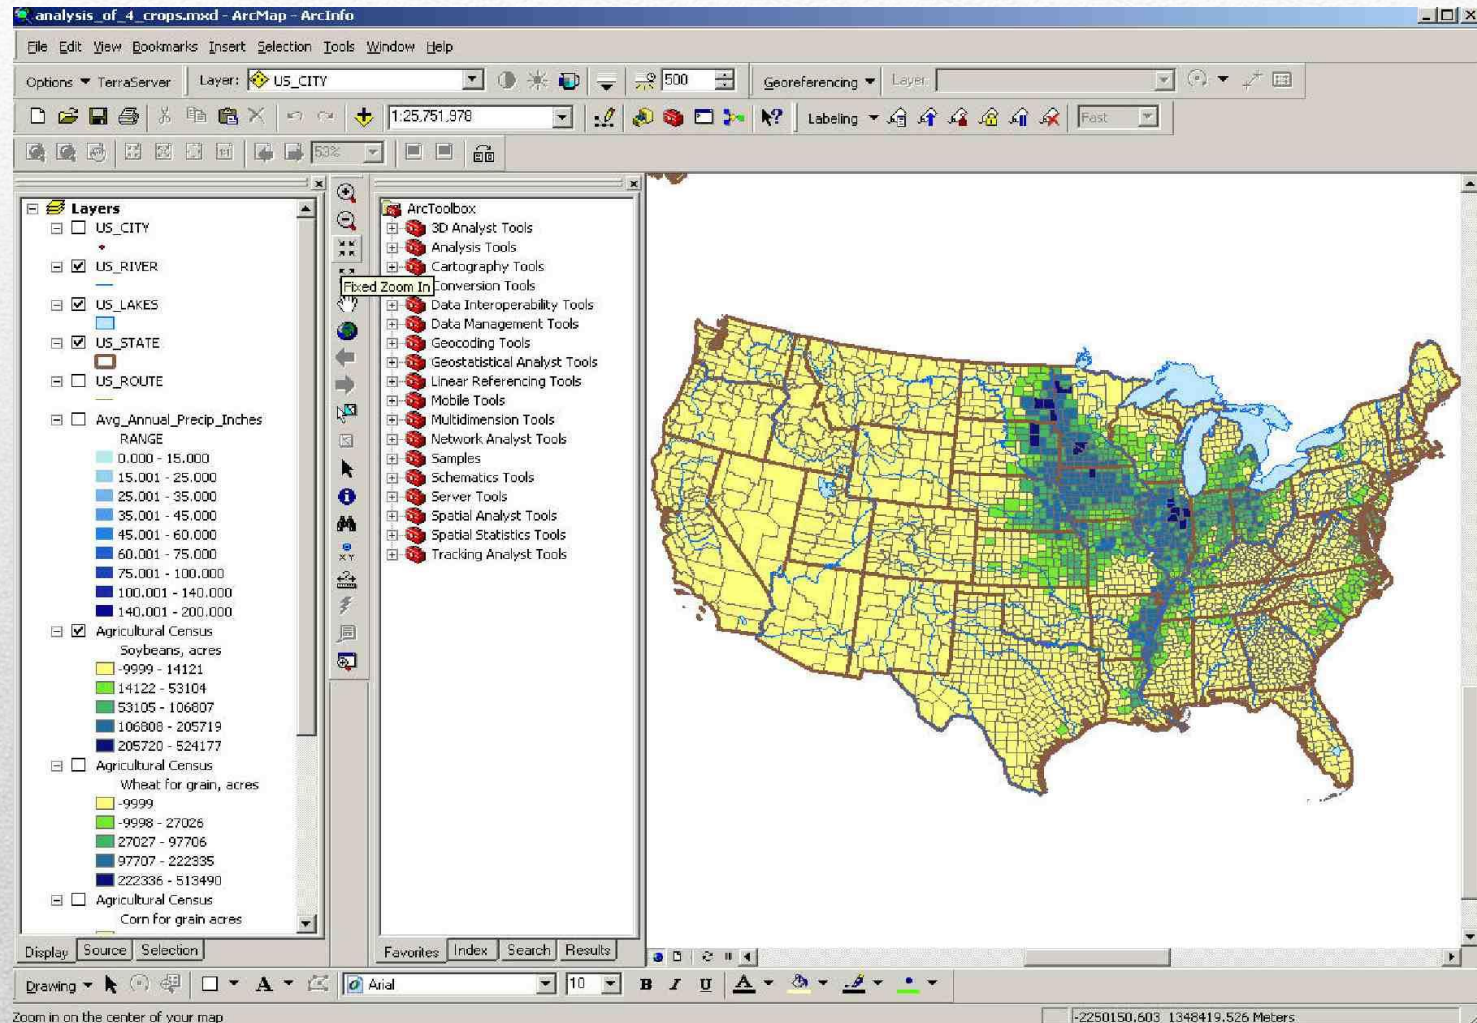 analysis_of_4_crops.mxd - ArcMap - ArcInfo
File Edit View Bookmarks Insert Selection Tools Window Help
Options TerraServer Layer: US_CITY 500 Georeferencing Layer:
1:25,751,978 Labeling Fast
53%
Layers
US_CITY
US_RIVER
US_LAKES
US_STATE
US_ROUTE
Avg_Annual_Precip_Inches
RANGE
0.000 - 15.000
15.001 - 25.000
25.001 - 35.000
35.001 - 45.000
45.001 - 60.000
60.001 - 75.000
75.001 - 100.000
100.001 - 140.000
140.001 - 200.000
Agricultural Census
Soybeans, acres
-9999 - 14121
14122 - 53104
53105 - 106807
106808 - 205719
205720 - 524177
Agricultural Census
Wheat for grain, acres
-9999
-9998 - 27026
27027 - 97706
97707 - 222335
222336 - 513490
Agricultural Census
Corn for grain acres
Display Source Selection
Fixed Zoom In
ArcToolbox
3D Analyst Tools
Analysis Tools
Cartography Tools
Conversion Tools
Data Interoperability Tools
Data Management Tools
Geocoding Tools
Geostatistical Analyst Tools
Linear Referencing Tools
Mobile Tools
Multidimension Tools
Network Analyst Tools
Samples
Schematics Tools
Server Tools
Spatial Analyst Tools
Spatial Statistics Tools
Tracking Analyst Tools
Favorites Index Search Results
Drawing A Arial 10 B I U A
Zoom in on the center of your map
-2250150.603 1348419.526 Meters